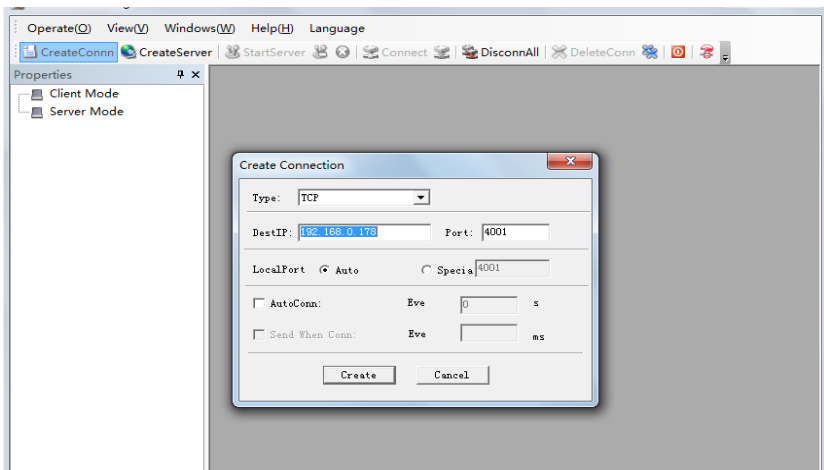 Operate(O) View(V) Windows(W) Help(H) Language
CreateConnn CreateServer StartServer Connect DisconnAll DeleteConn
Properties
Client Mode
Server Mode
Create Connection
Type: TCP
DestIP: 192.168.0.178 Port: 4001
LocalPort Auto Specia 4001
AutoConn: Eve 0 s
Send When Conn: Eve ms
Create Cancel